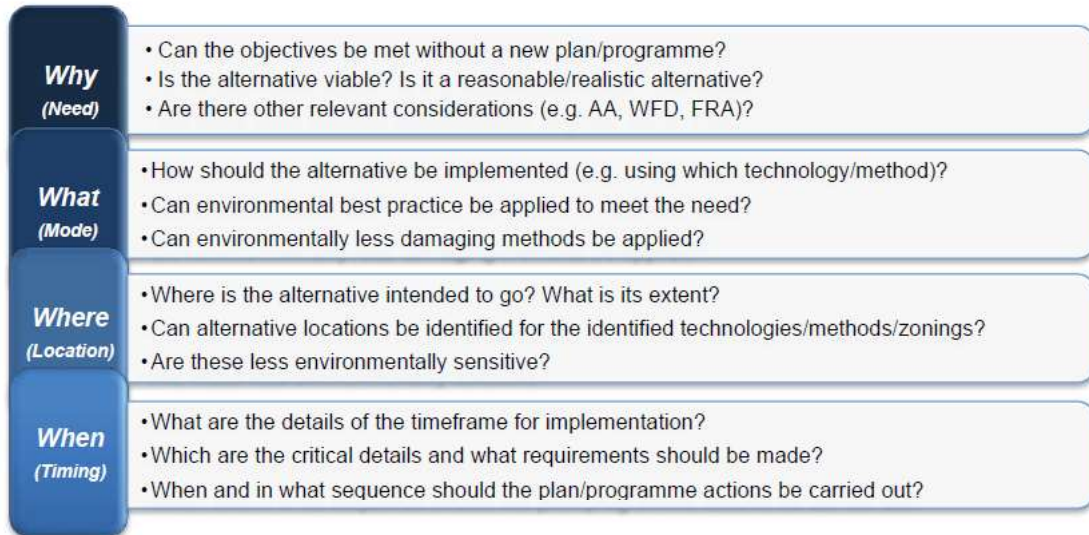 Why
(Need)
• Can the objectives be met without a new plan/programme?
• Is the alternative viable? Is it a reasonable/realistic alternative?
• Are there other relevant considerations (e.g. AA, WFD, FRA)?
What
(Mode)
• How should the alternative be implemented (e.g. using which technology/method)?
• Can environmental best practice be applied to meet the need?
• Can environmentally less damaging methods be applied?
Where
(Location)
• Where is the alternative intended to go? What is its extent?
• Can alternative locations be identified for the identified technologies/methods/zonings?
• Are these less environmentally sensitive?
When
(Timing)
• What are the details of the timeframe for implementation?
• Which are the critical details and what requirements should be made?
• When and in what sequence should the plan/programme actions be carried out?